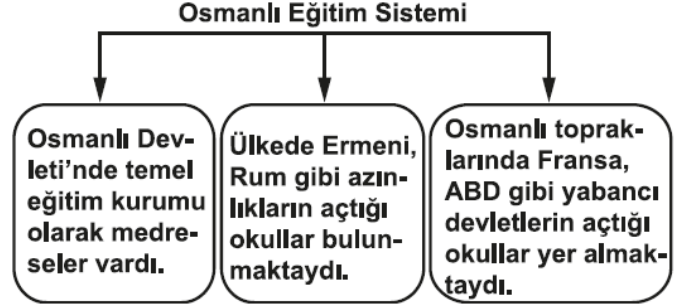 Osmanlı Eğitim Sistemi
Osmanlı Dev-
leti’nde temel
eğitim kurumu
olarak medre-
seler vardı.
Ülkede Ermeni,
Rum gibi azın-
lıkların açtığı
okullar bulun-
maktaydı.
Osmanlı toprak-
larında Fransa,
ABD gibi yabancı
devletlerin açtığı
okullar yer almak-
taydı.